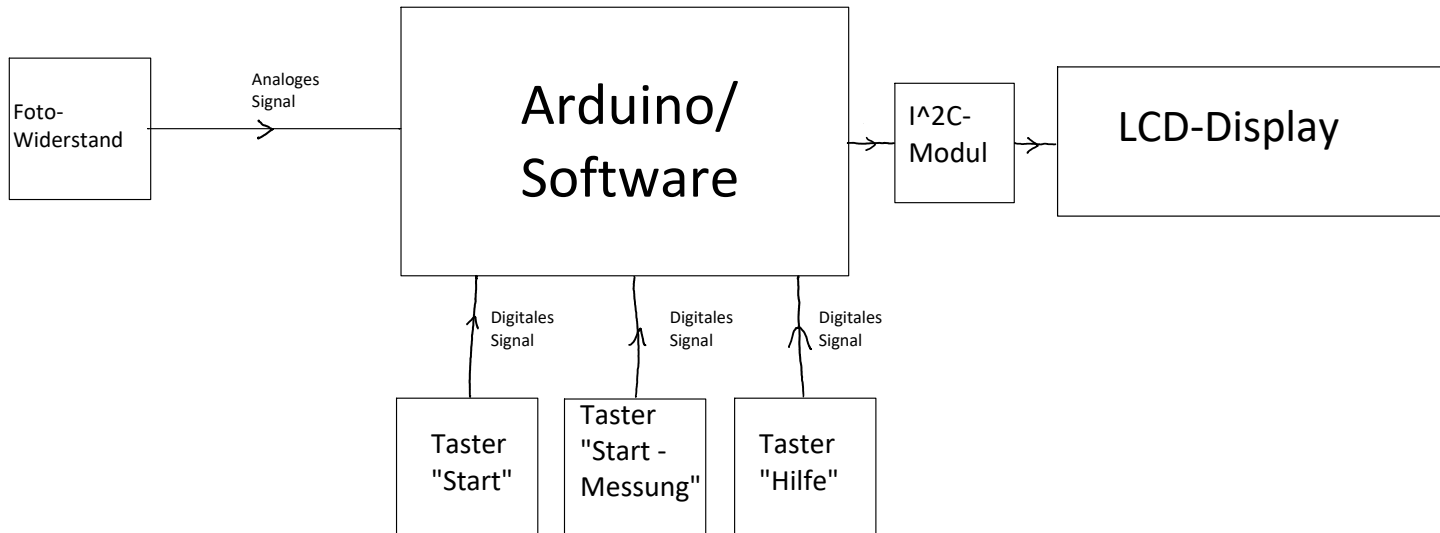 Foto-
Widerstand
Analoges
Signal
Arduino/
Software
I^2C-
Modul
LCD-Display
Digitales
Signal
Digitales
Signal
Digitales
Signal
Taster
"Start"
Taster
"Start -
Messung"
Taster
"Hilfe"